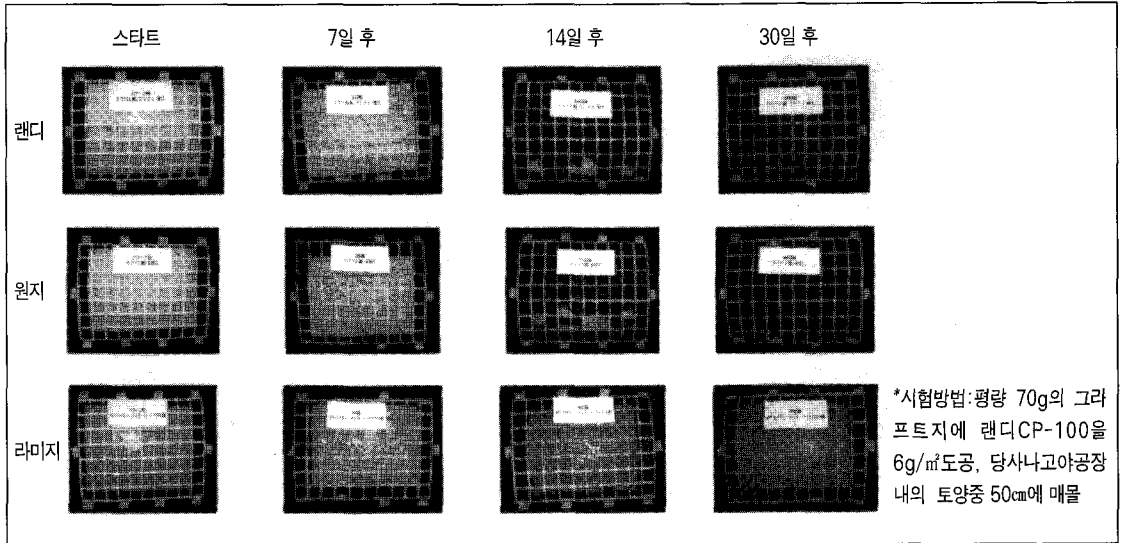 스타트 7일 후 14일 후 30일 후
랜디
원지
라미지
*시험방법:평량 70g의 그라
프트지에 랜디CP-100을
6g/㎡도공, 당사나고야공장
내의 토양중 50㎝에 매몰